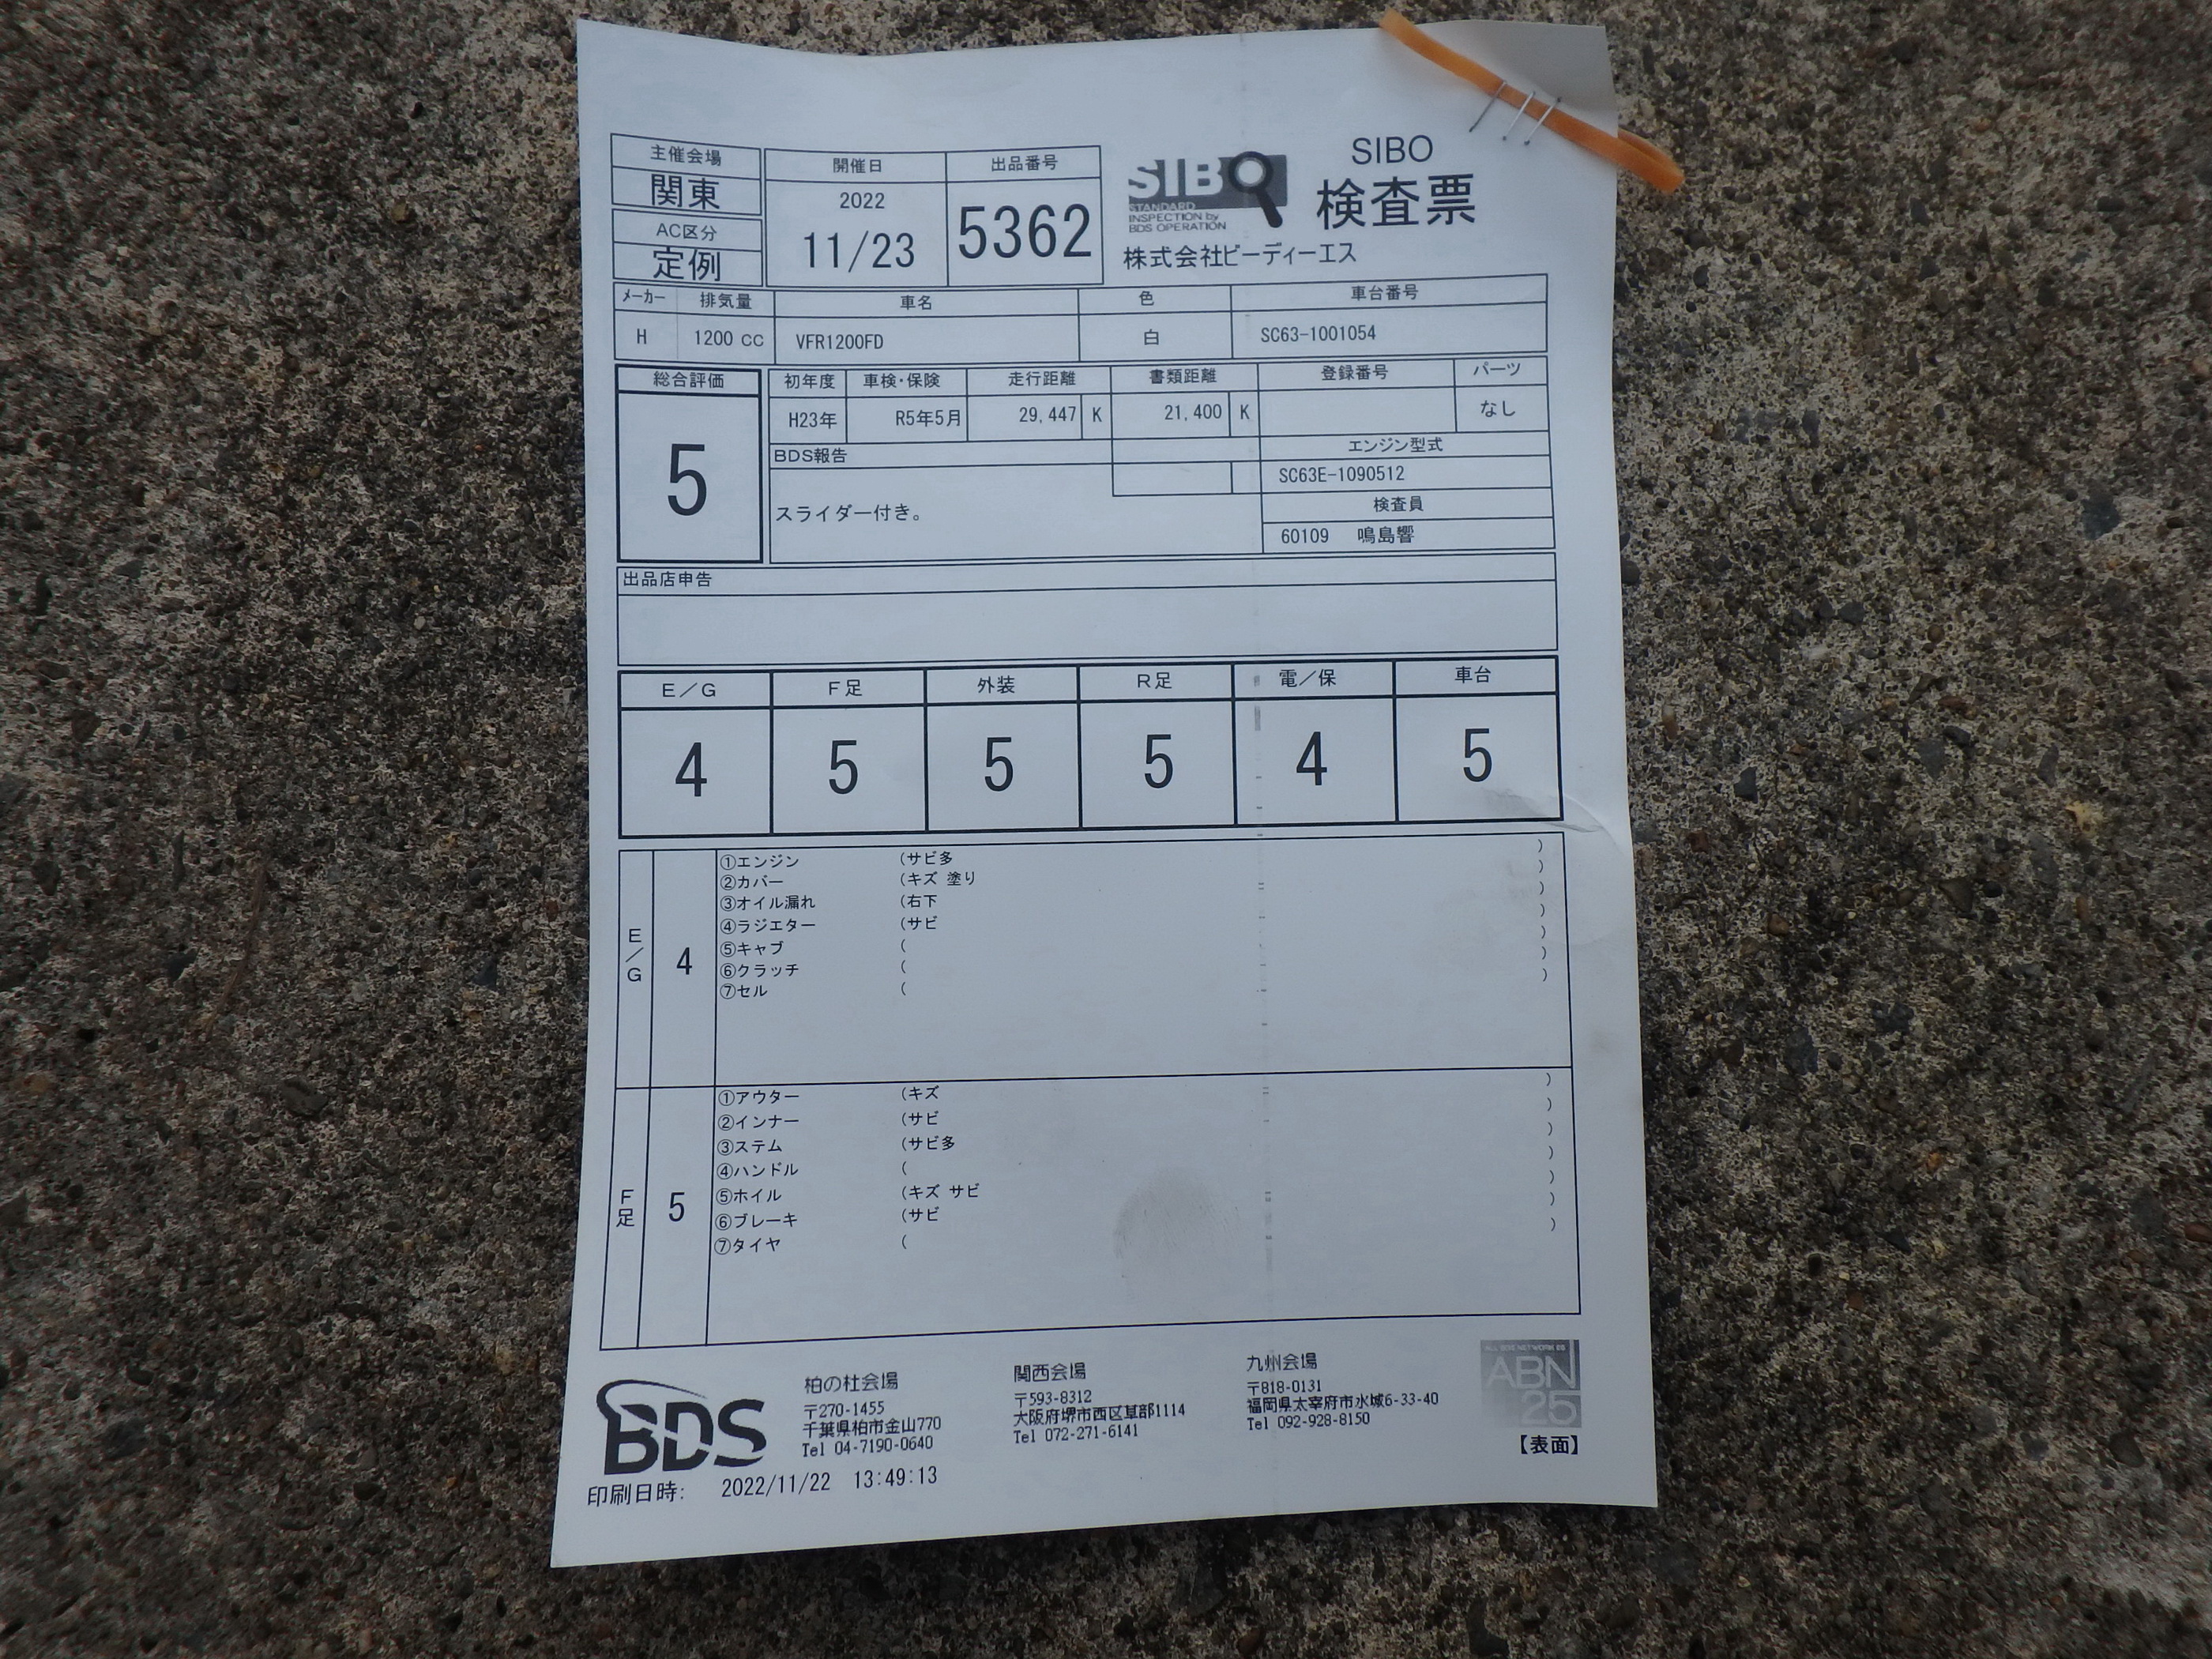 主催会場
関東
AC区分
定例
開催日
2022
11/23
出品番号
5362
SIBO
STANDARD
INSPECTION by
BDS OPERATION
SIBO
検査票
株式会社ビーディーエス
メーカー 排気量 車名 色 車台番号
H 1200 CC VFR1200FD 白 SC63-1001054
総合評価
5
初年度 車検・保険 走行距離 書類距離 登録番号 パーツ
H23年 R5年5月 29,447 K 21,400 K なし
BDS報告
スライダー付き。
エンジン型式
SC63E-1090512
検査員
60109 鳴島響
出品店申告
E/G F足 外装 R足 電/保 車台
4 5 5 5 4 5
E/G
4
①エンジン (サビ多 )
②カバー (キズ 塗り )
③オイル漏れ (右下 )
④ラジエター (サビ )
⑤キャブ ( )
⑥クラッチ ( )
⑦セル ( )
F足
5
①アウター (キズ )
②インナー (サビ )
③ステム (サビ多 )
④ハンドル ( )
⑤ホイル (キズ サビ )
⑥ブレーキ (サビ )
⑦タイヤ ( )
BDS
柏の杜会場
〒270-1455
千葉県柏市金山770
Tel 04-7190-0640
関西会場
〒593-8312
大阪府堺市西区草部1114
Tel 072-271-6141
九州会場
〒818-0131
福岡県太宰府市水城6-33-40
Tel 092-928-8150
ABN
25
【表面】
印刷日時: 2022/11/22 13:49:13